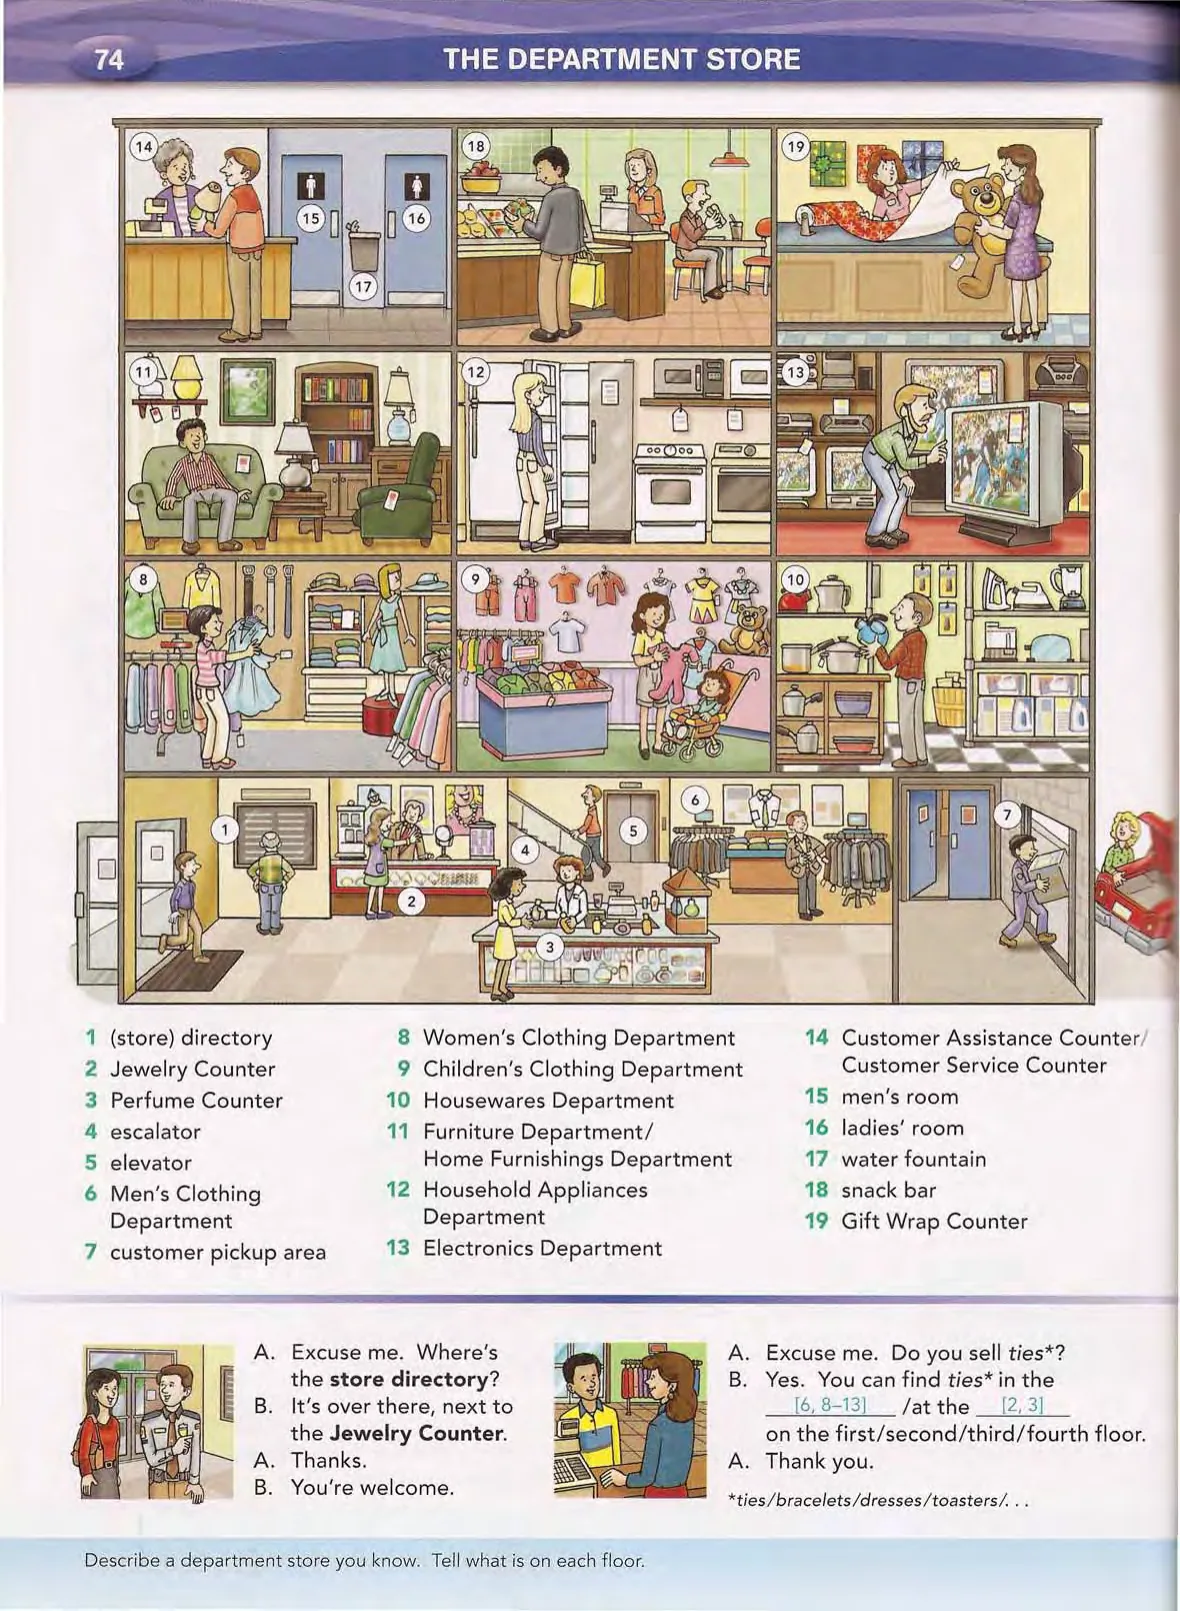 74
THE DEPARTMENT STORE
14
15
16
17
18
19
11
12
13
8
9
10
1
2
3
4
5
6
7
1 (store) directory
2 Jewelry Counter
3 Perfume Counter
4 escalator
5 elevator
6 Men's Clothing
Department
7 customer pickup area
8 Women's Clothing Department
9 Children's Clothing Department
10 Housewares Department
11 Furniture Department/
Home Furnishings Department
12 Household Appliances
Department
13 Electronics Department
14 Customer Assistance Counter/
Customer Service Counter
15 men's room
16 ladies' room
17 water fountain
18 snack bar
19 Gift Wrap Counter
A. Excuse me. Where's
the store directory?
B. It's over there, next to
the Jewelry Counter.
A. Thanks.
B. You're welcome.
A. Excuse me. Do you sell ties*?
B. Yes. You can find ties* in the
[6, 8–13] /at the [2, 3]
on the first/second/third/fourth floor.
A. Thank you.
*ties/bracelets/dresses/toasters/. . .
Describe a department store you know. Tell what is on each floor.